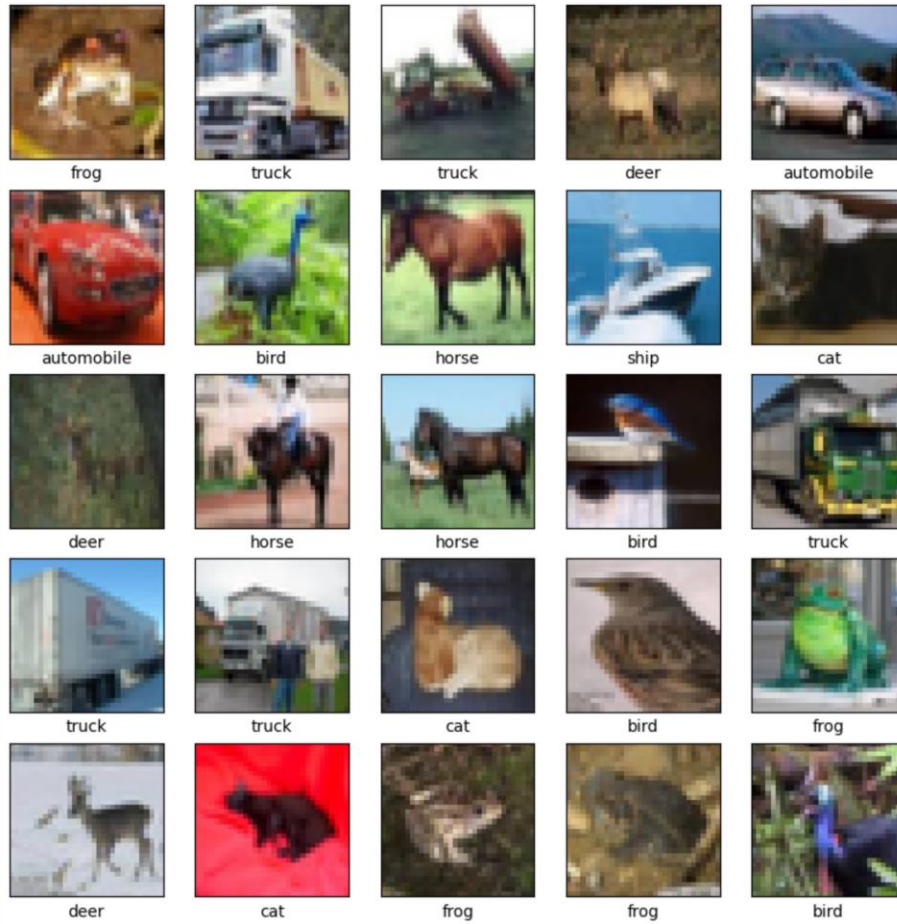 frog truck truck deer automobile
automobile bird horse ship cat
deer horse horse bird truck
truck truck cat bird frog
deer cat frog frog bird